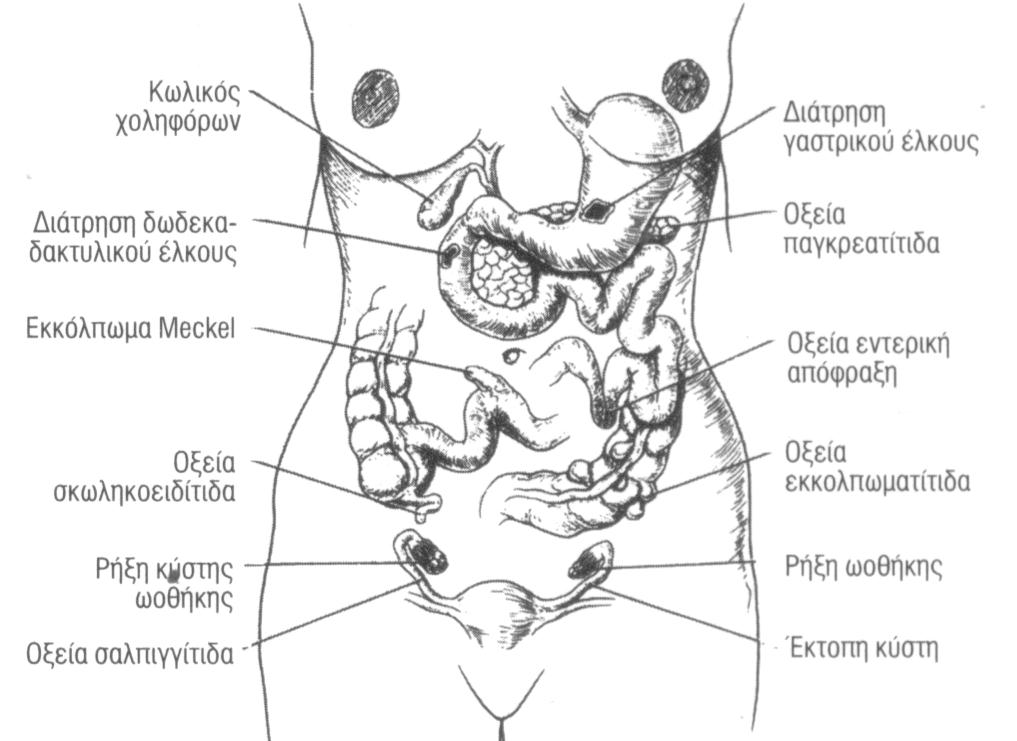 Κωλικός
χοληφόρων
Διάτρηση δωδεκα-
δακτυλικού έλκους
Εκκόλπωμα Meckel
Οξεία
σκωληκοειδίτιδα
Ρήξη κύστης
ωοθήκης
Οξεία σαλπιγγίτιδα
Διάτρηση
γαστρικού έλκους
Οξεία
παγκρεατίτιδα
Οξεία εντερική
απόφραξη
Οξεία
εκκολπωματίτιδα
Ρήξη ωοθήκης
Έκτοπη κύστη